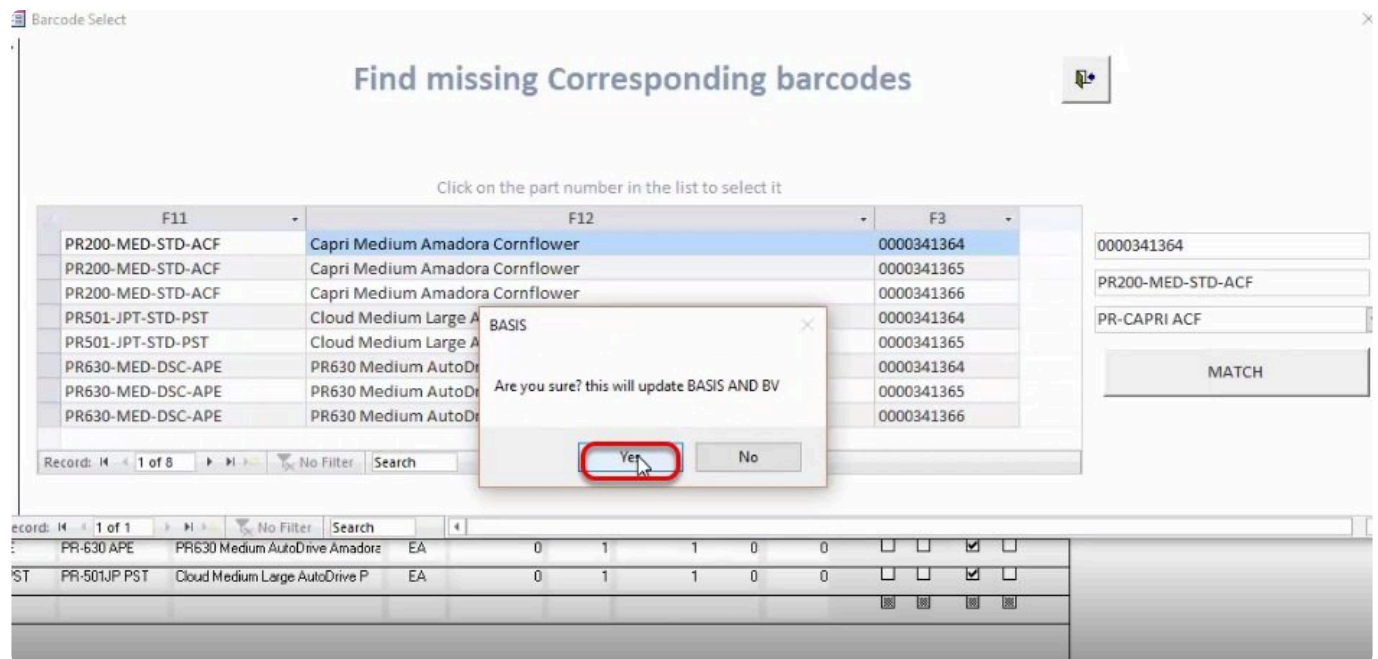 Barcode Select
Find missing Corresponding barcodes
Click on the part number in the list to select it
F11 F12 F3
PR200-MED-STD-ACF Capri Medium Amadora Cornflower 0000341364
PR200-MED-STD-ACF Capri Medium Amadora Cornflower 0000341365
PR200-MED-STD-ACF Capri Medium Amadora Cornflower 0000341366
PR501-JPT-STD-PST Cloud Medium Large A 0000341364
PR501-JPT-STD-PST Cloud Medium Large A 0000341365
PR630-MED-DSC-APE PR630 Medium AutoDr 0000341364
PR630-MED-DSC-APE PR630 Medium AutoDr 0000341365
PR630-MED-DSC-APE PR630 Medium AutoDr 0000341366
Record: 1 of 8 No Filter Search
0000341364
PR200-MED-STD-ACF
PR-CAPRI ACF
MATCH
BASIS
Are you sure? this will update BASIS AND BV
Yes No
ecord: 1 of 1 No Filter Search
PR-630 APE PR630 Medium AutoDrive Amadora EA 0 1 1 0 0
ST PR-501JP PST Cloud Medium Large AutoDrive P EA 0 1 1 0 0